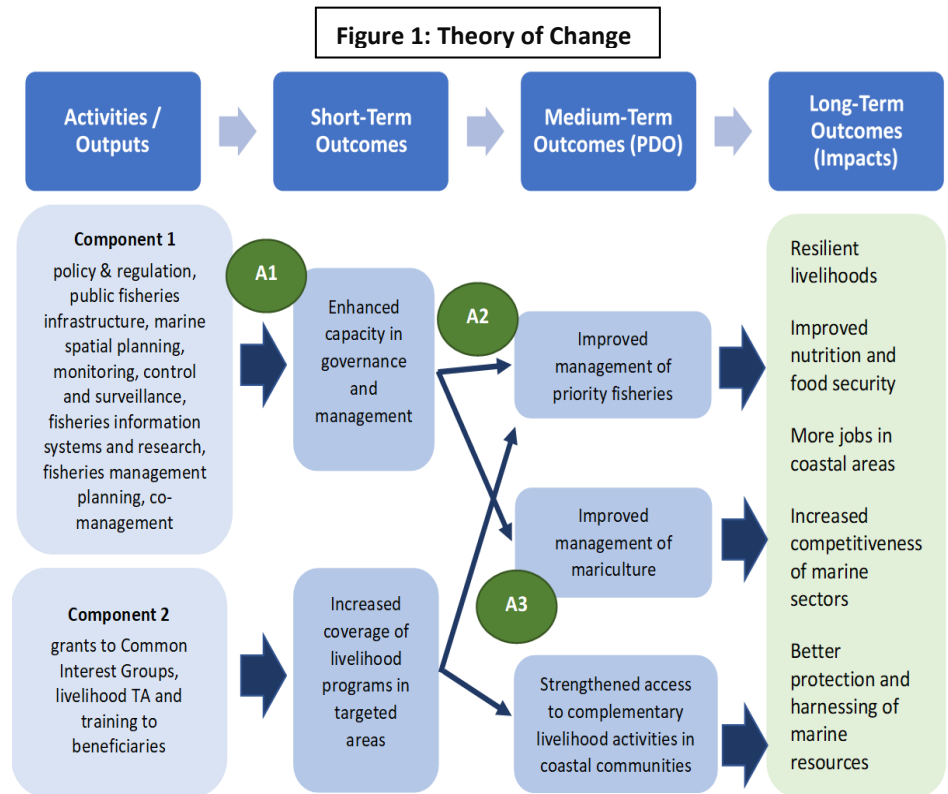 Figure 1: Theory of Change
Activities /
Outputs
Short-Term
Outcomes
Medium-Term
Outcomes (PDO)
Long-Term
Outcomes
(Impacts)
Component 1
policy & regulation,
public fisheries
infrastructure, marine
spatial planning,
monitoring, control
and surveillance,
fisheries information
systems and research,
fisheries management
planning, co-
management
A1
Enhanced
capacity in
governance
and
management
A2
Improved
management of
priority fisheries
Improved
management of
mariculture
A3
Component 2
grants to Common
Interest Groups,
livelihood TA and
training to
beneficiaries
Increased
coverage of
livelihood
programs in
targeted
areas
Strengthened access
to complementary
livelihood activities in
coastal communities
Resilient
livelihoods
Improved
nutrition and
food security
More jobs in
coastal areas
Increased
competitiveness
of marine
sectors
Better
protection and
harnessing of
marine
resources